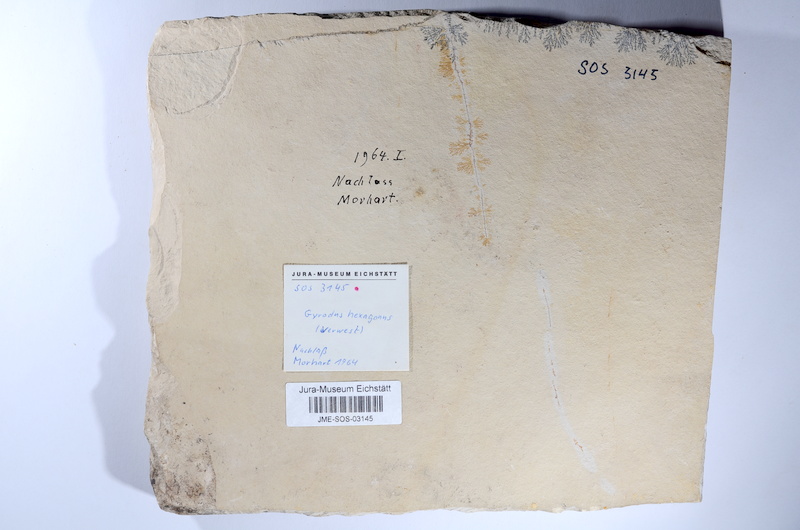 SOS 3145
1964. I.
Nachlass
Morhart.
JURA-MUSEUM EICHSTÄTT
SOS 3145
Gyrodus hexagonus
(Verwest)
Nachlaß
Morhart 1964
Jura-Museum Eichstätt
JME-SOS-03145